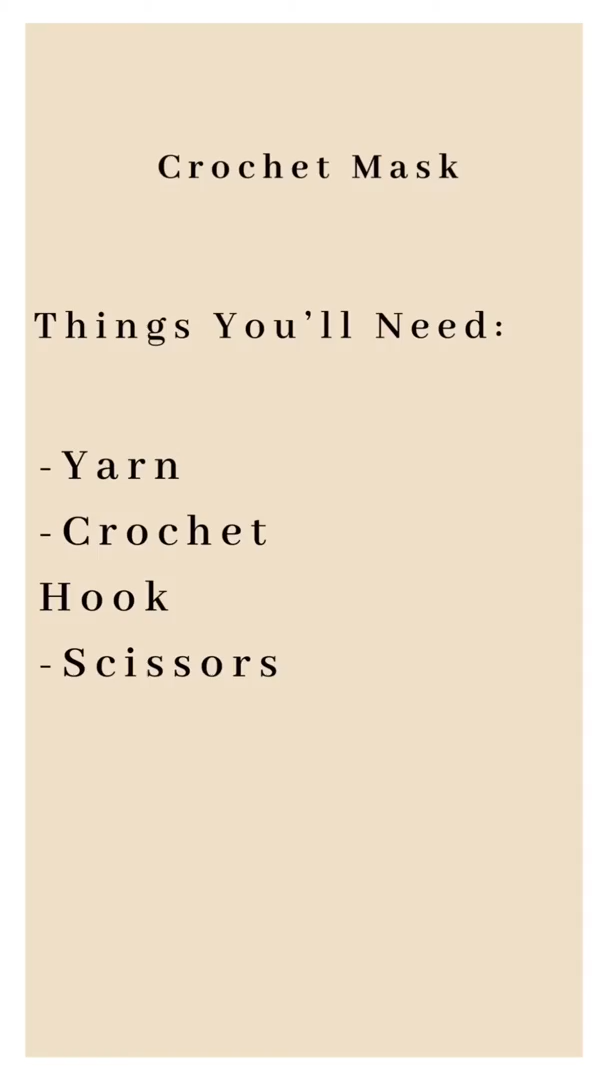 Crochet Mask
Things You’ll Need:
-Yarn
-Crochet
Hook
-Scissors